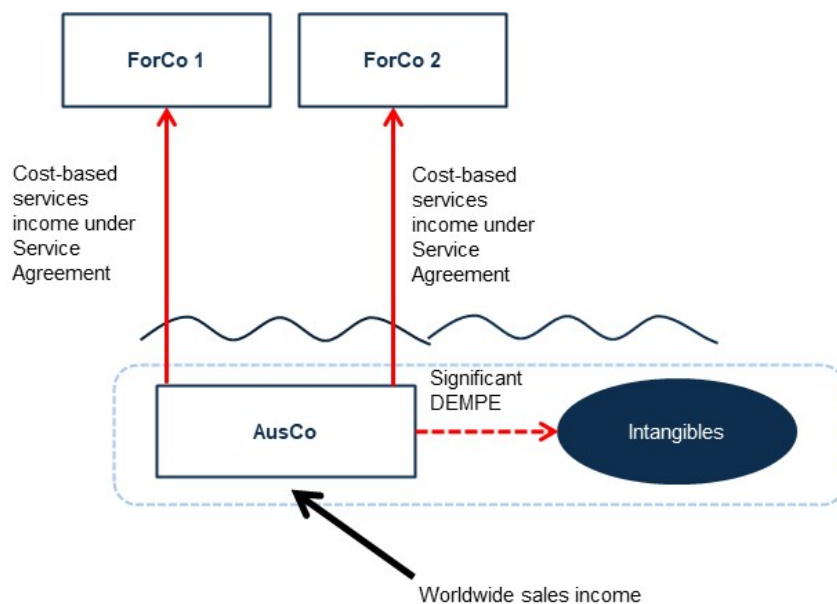 ForCo 1
ForCo 2
Cost-based
services
income under
Service
Agreement
Cost-based
services
income under
Service
Agreement
Significant
DEMPE
AusCo
Intangibles
Worldwide sales income